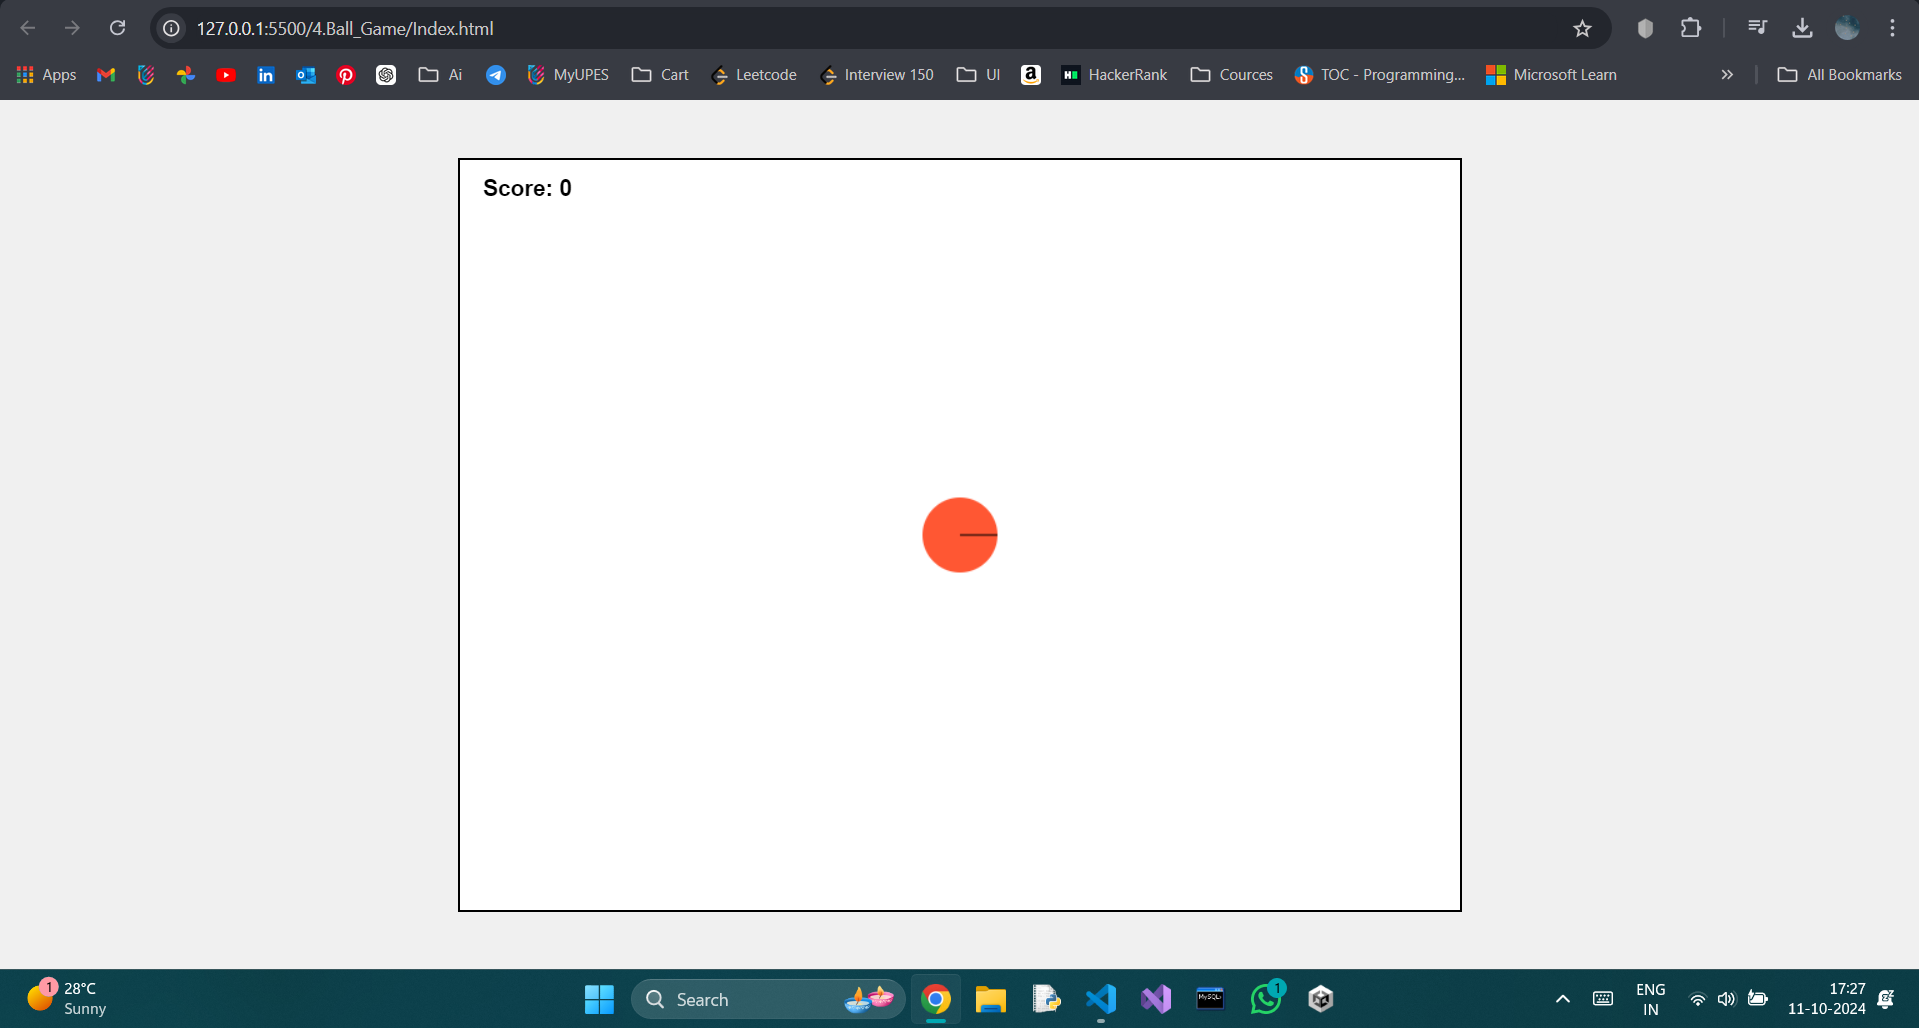 127.0.0.1:5500/4.Ball_Game/Index.html
Apps Ai MyUPES Cart Leetcode Interview 150 UI HackerRank Cources TOC - Programming... Microsoft Learn » All Bookmarks
Score: 0
1
28°C
Sunny
Search
MySQL
1
ENG
IN
17:27
11-10-2024